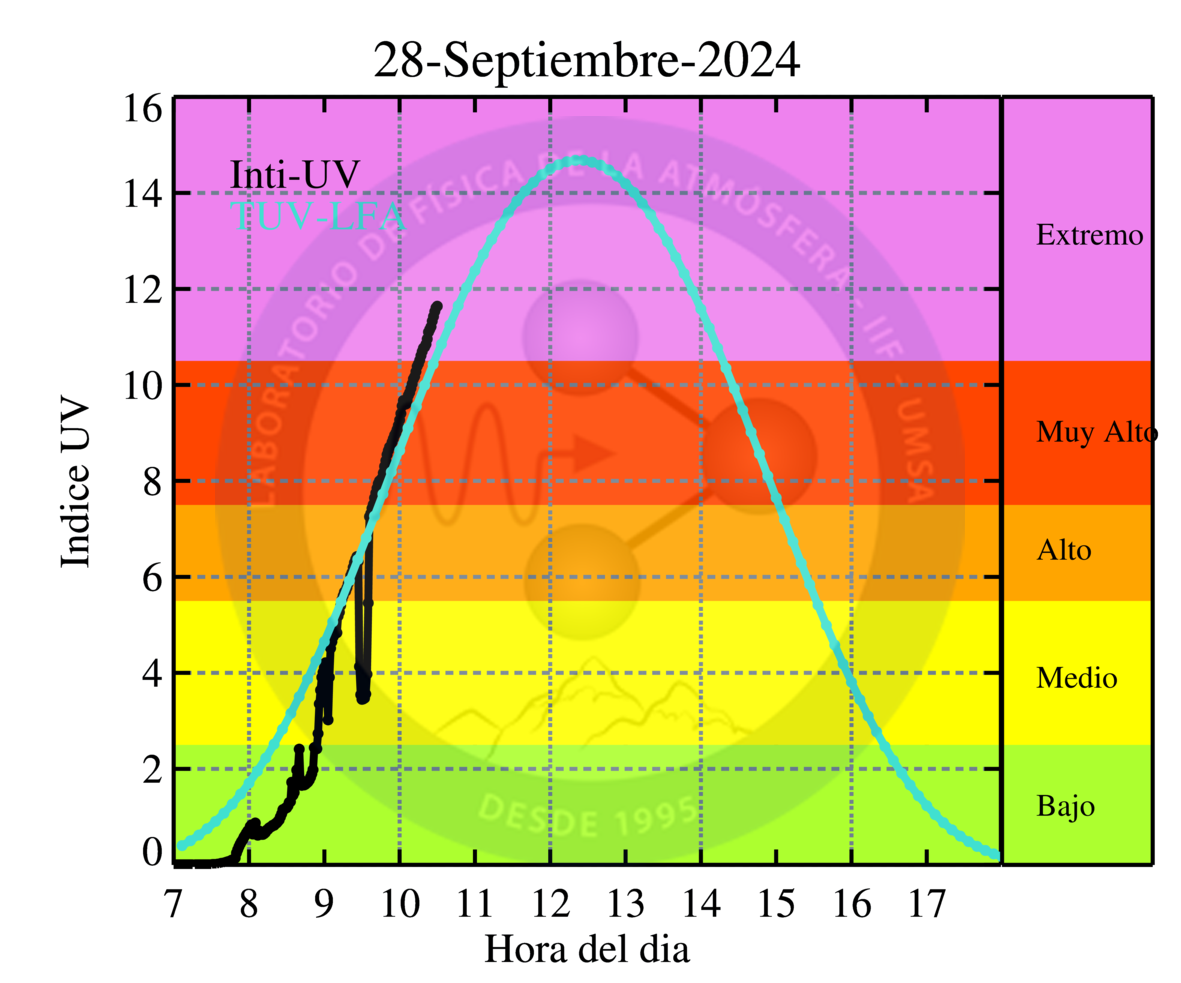 28-Septiembre-2024
Inti-UV
TUV-LFA
LABORATORIO DE FÍSICA DE LA ATMÓSFERA - IIF - UMSA
DESDE 1995
Indice UV
16
14
12
10
8
6
4
2
0
Extremo
Muy Alto
Alto
Medio
Bajo
7 8 9 10 11 12 13 14 15 16 17
Hora del dia